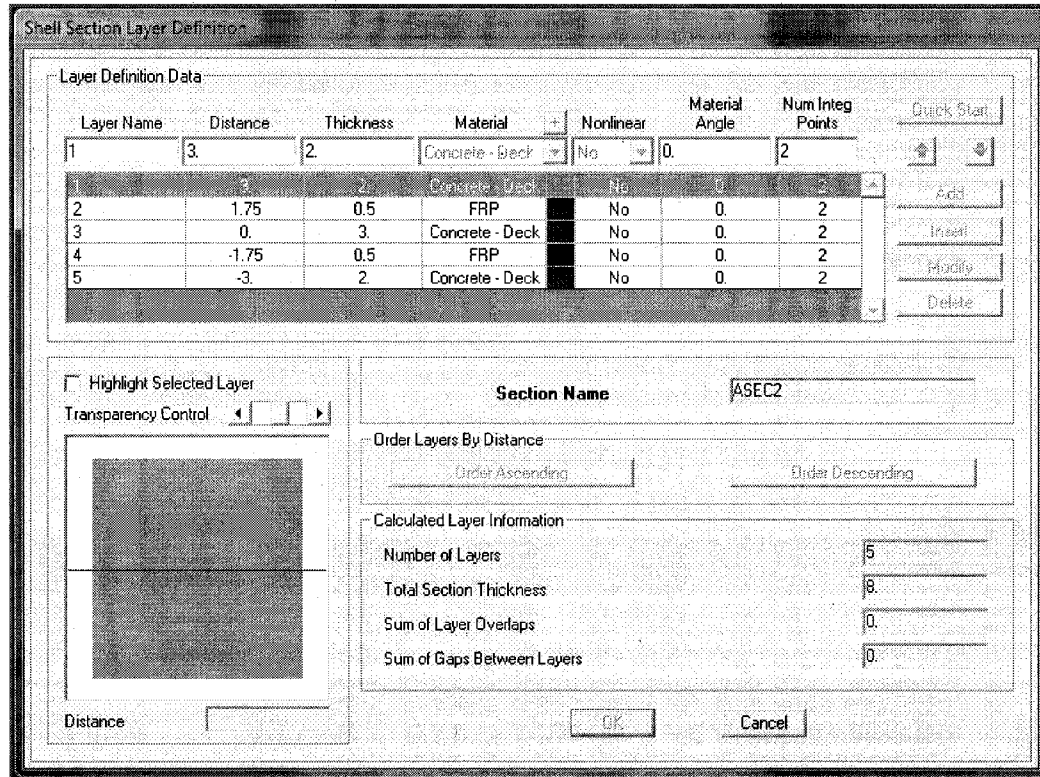 Shell Section Layer Definition
Layer Definition Data
Layer Name Distance Thickness Material + Nonlinear Material Angle Num Integ Points
1 3. 2. Concrete - Deck No 0. 2
Quick Start
1 3. 2. Concrete - Deck No 0. 2
2 1.75 0.5 FRP No 0. 2
3 0. 3. Concrete - Deck No 0. 2
4 -1.75 0.5 FRP No 0. 2
5 -3. 2. Concrete - Deck No 0. 2
Add
Insert
Modify
Delete
Highlight Selected Layer
Transparency Control
Distance
Section Name ASEC2
Order Layers By Distance
Order Ascending Order Descending
Calculated Layer Information
Number of Layers 5
Total Section Thickness 8.
Sum of Layer Overlaps 0.
Sum of Gaps Between Layers 0.
OK Cancel